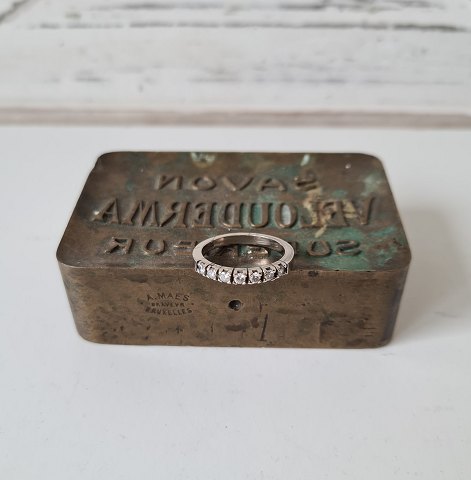 SAVON
VELOUDERMA
A. MAES
GRAVEUR
BRUXELLES